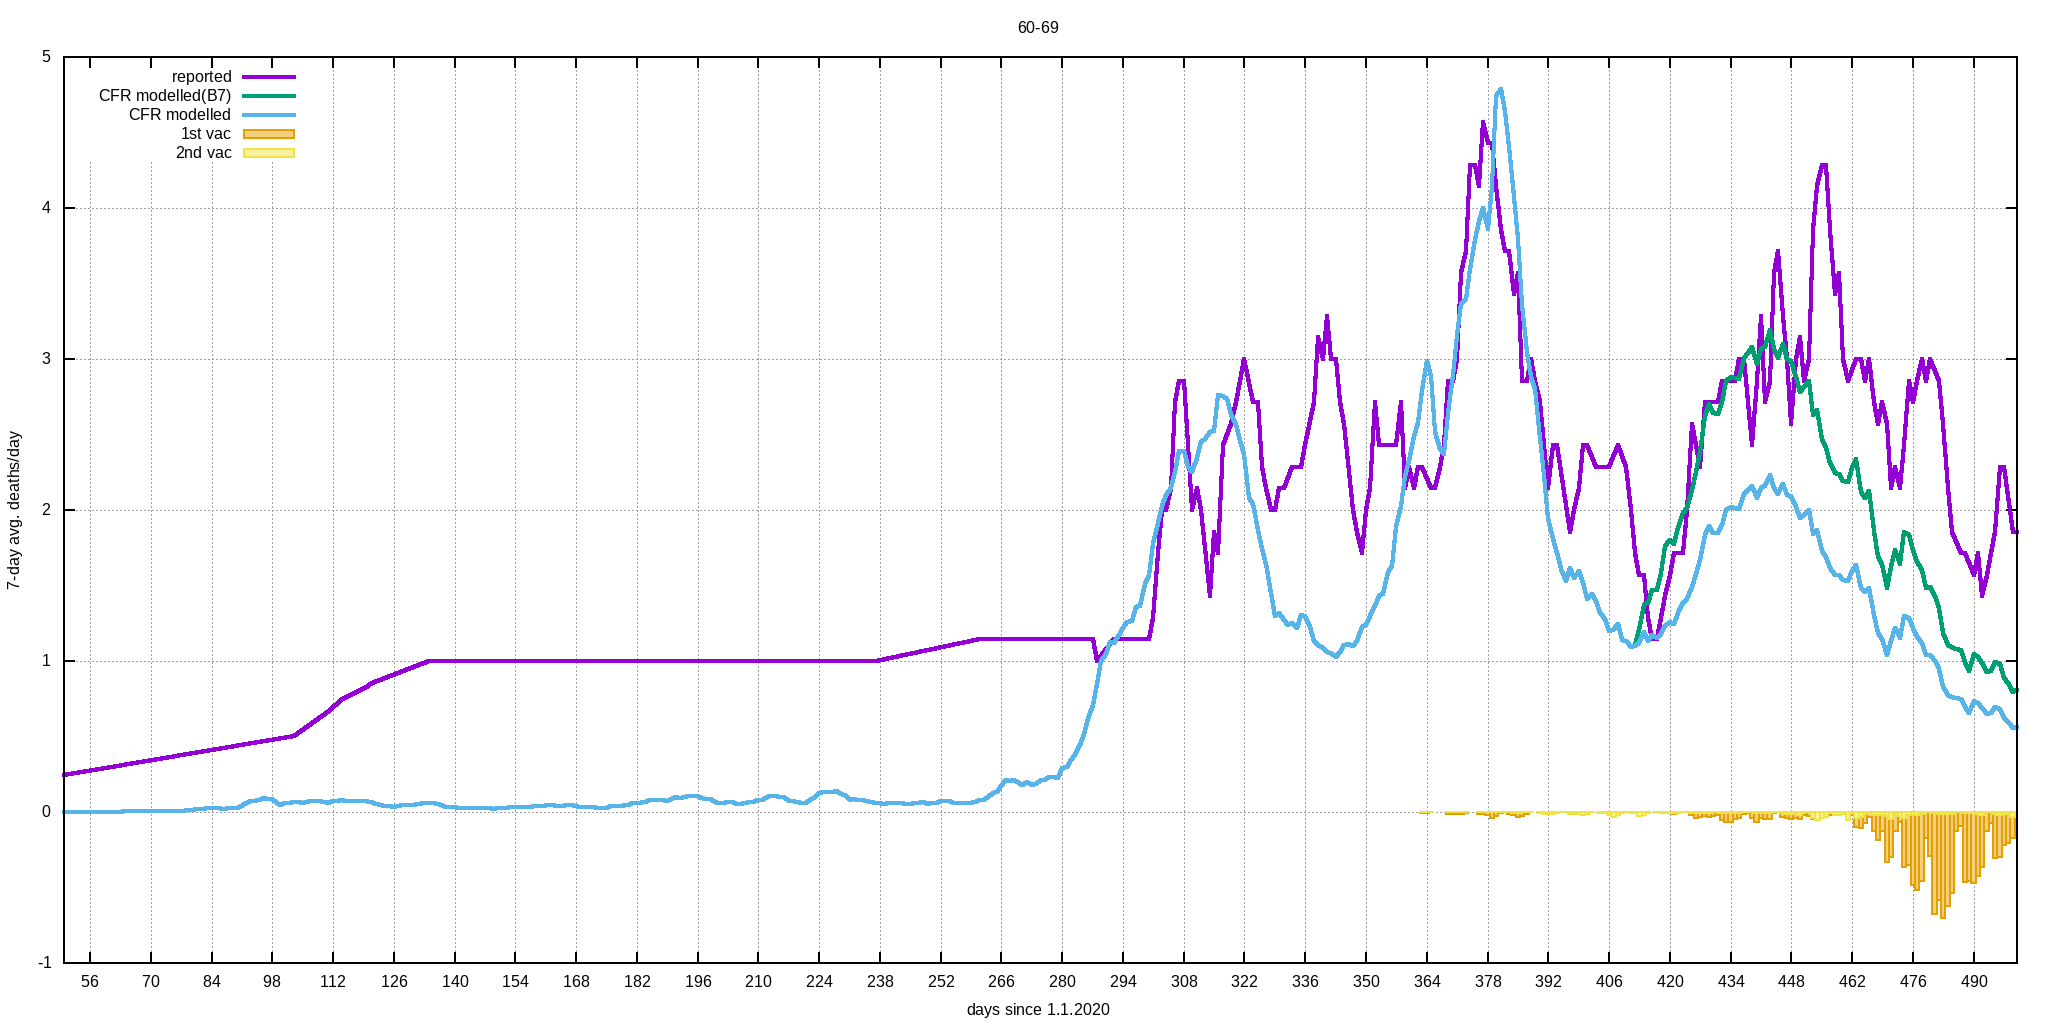 60-69
5
4
3
2
1
0
-1
7-day avg. deaths/day
reported
CFR modelled(B7)
CFR modelled
1st vac
2nd vac
56 70 84 98 112 126 140 154 168 182 196 210 224 238 252 266 280 294 308 322 336 350 364 378 392 406 420 434 448 462 476 490
days since 1.1.2020